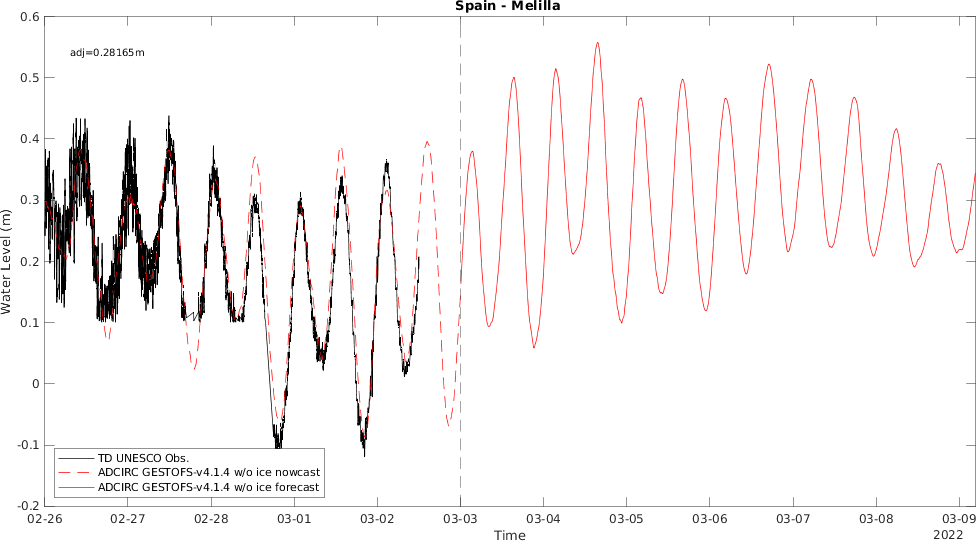 Spain - Melilla
adj=0.28165m
0.6
0.5
0.4
0.3
0.2
0.1
0
-0.1
-0.2
Water Level (m)
TD UNESCO Obs.
ADCIRC GESTOFS-v4.1.4 w/o ice nowcast
ADCIRC GESTOFS-v4.1.4 w/o ice forecast
02-26 02-27 02-28 03-01 03-02 03-03 03-04 03-05 03-06 03-07 03-08 03-09
Time
2022